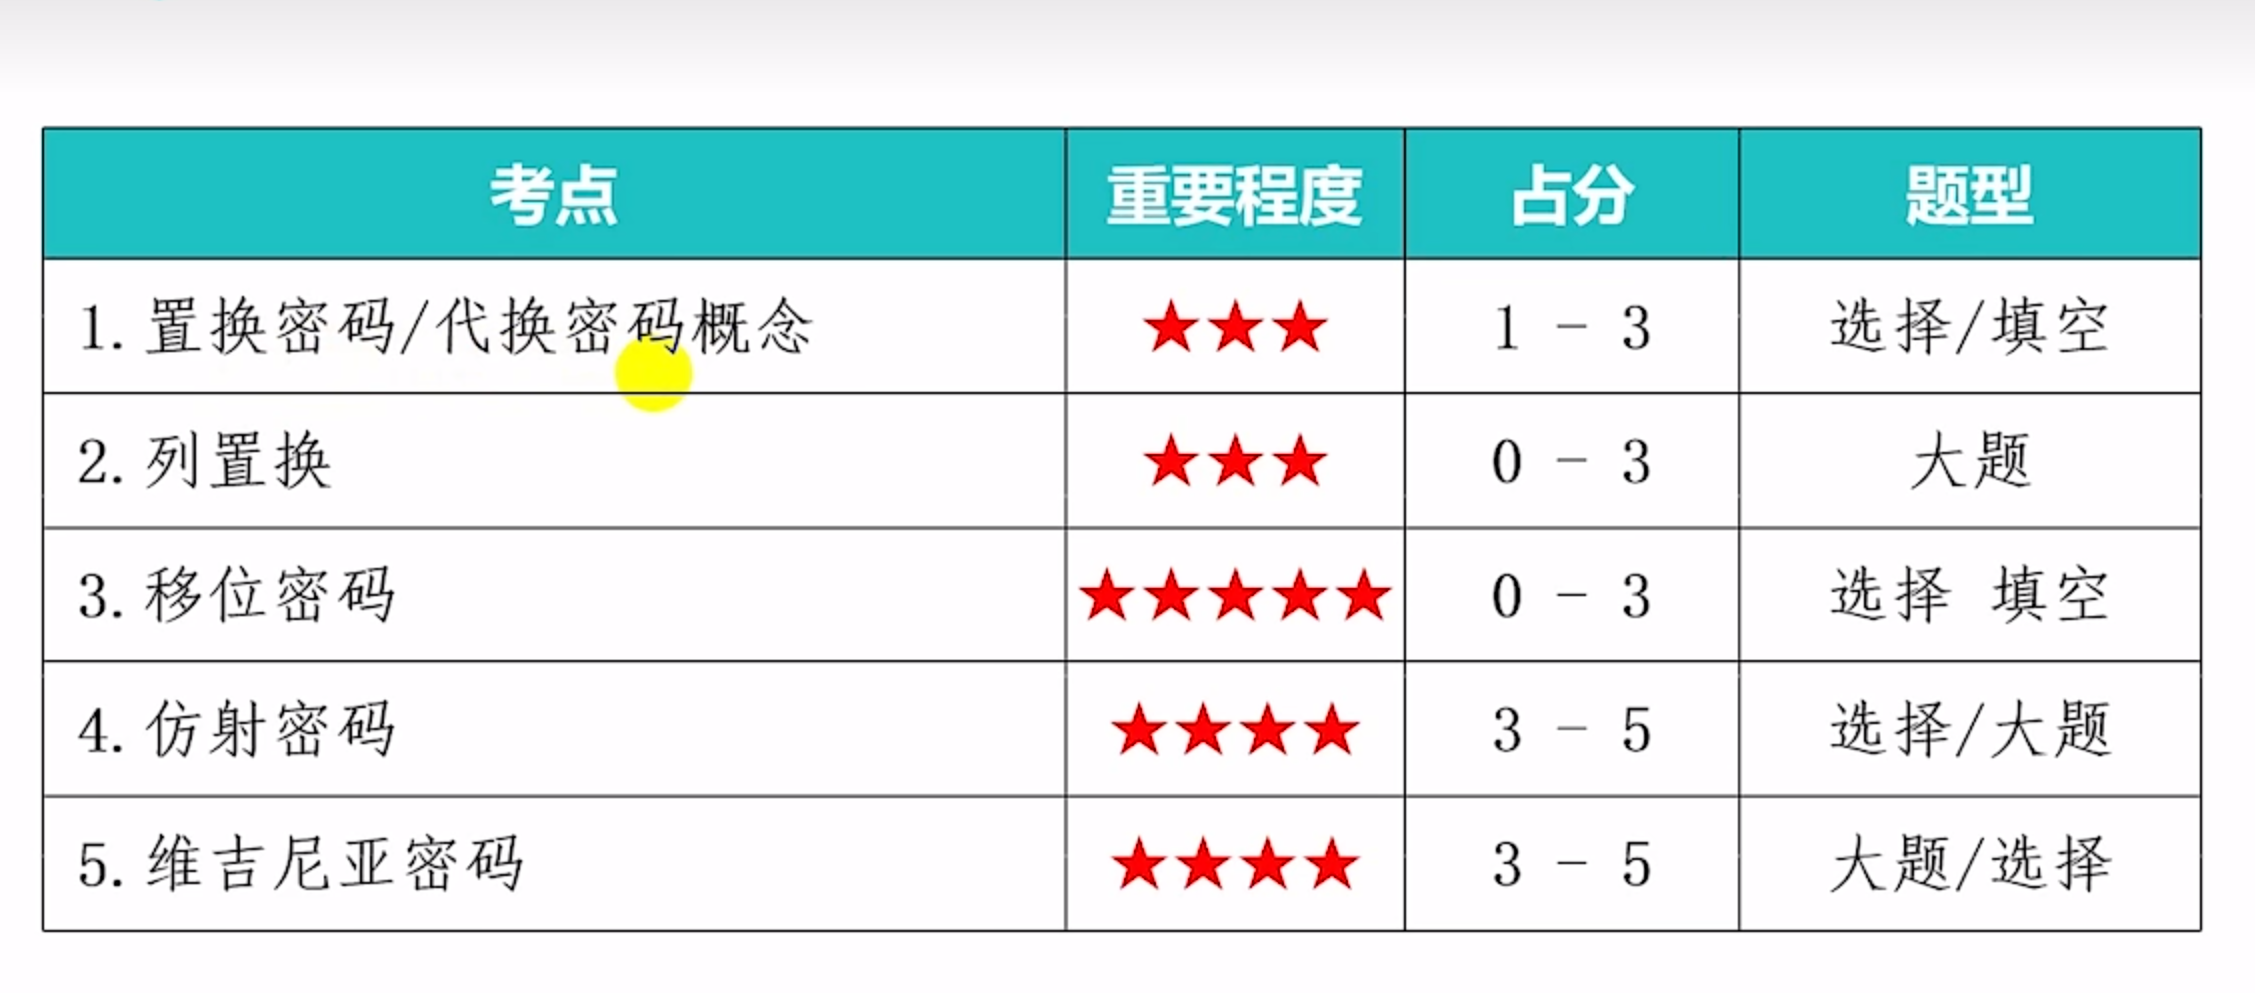 考点 重要程度 占分 题型
1.置换密码/代换密码概念 ★★★ 1 - 3 选择/填空
2.列置换 ★★★ 0 - 3 大题
3.移位密码 ★★★★★ 0 - 3 选择 填空
4.仿射密码 ★★★★ 3 - 5 选择/大题
5.维吉尼亚密码 ★★★★ 3 - 5 大题/选择